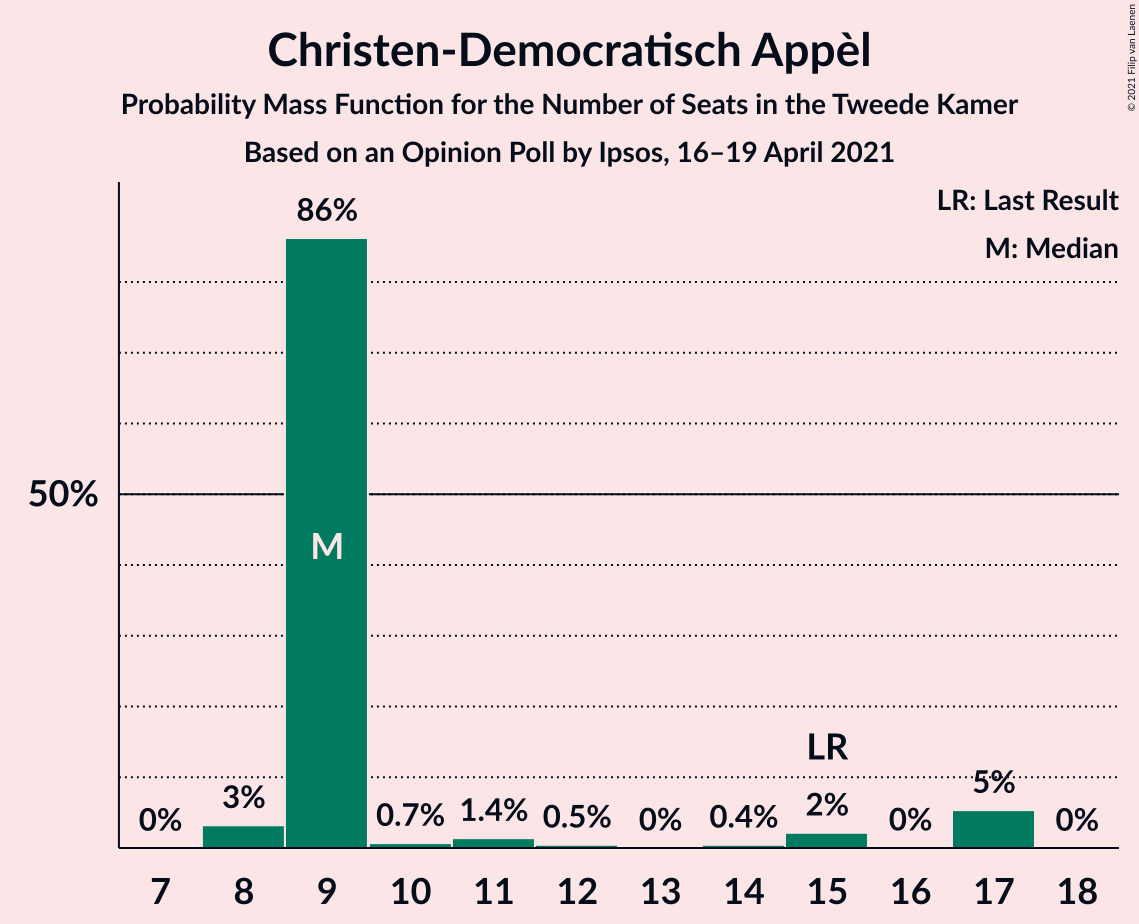 Christen-Democratisch Appèl
Probability Mass Function for the Number of Seats in the Tweede Kamer
Based on an Opinion Poll by Ipsos, 16–19 April 2021
© 2021 Filip van Laenen
LR: Last Result
M: Median
86%
50%
M
LR
3%
0%
0.7%
1.4%
0.5%
0%
0.4%
2%
0%
5%
0%
7 8 9 10 11 12 13 14 15 16 17 18